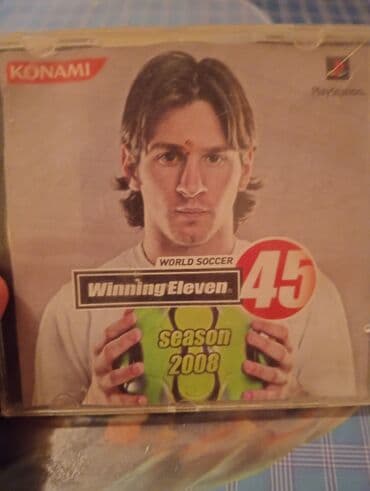 KONAMI
PlayStation
WORLD SOCCER
Winning Eleven
45
season
2008